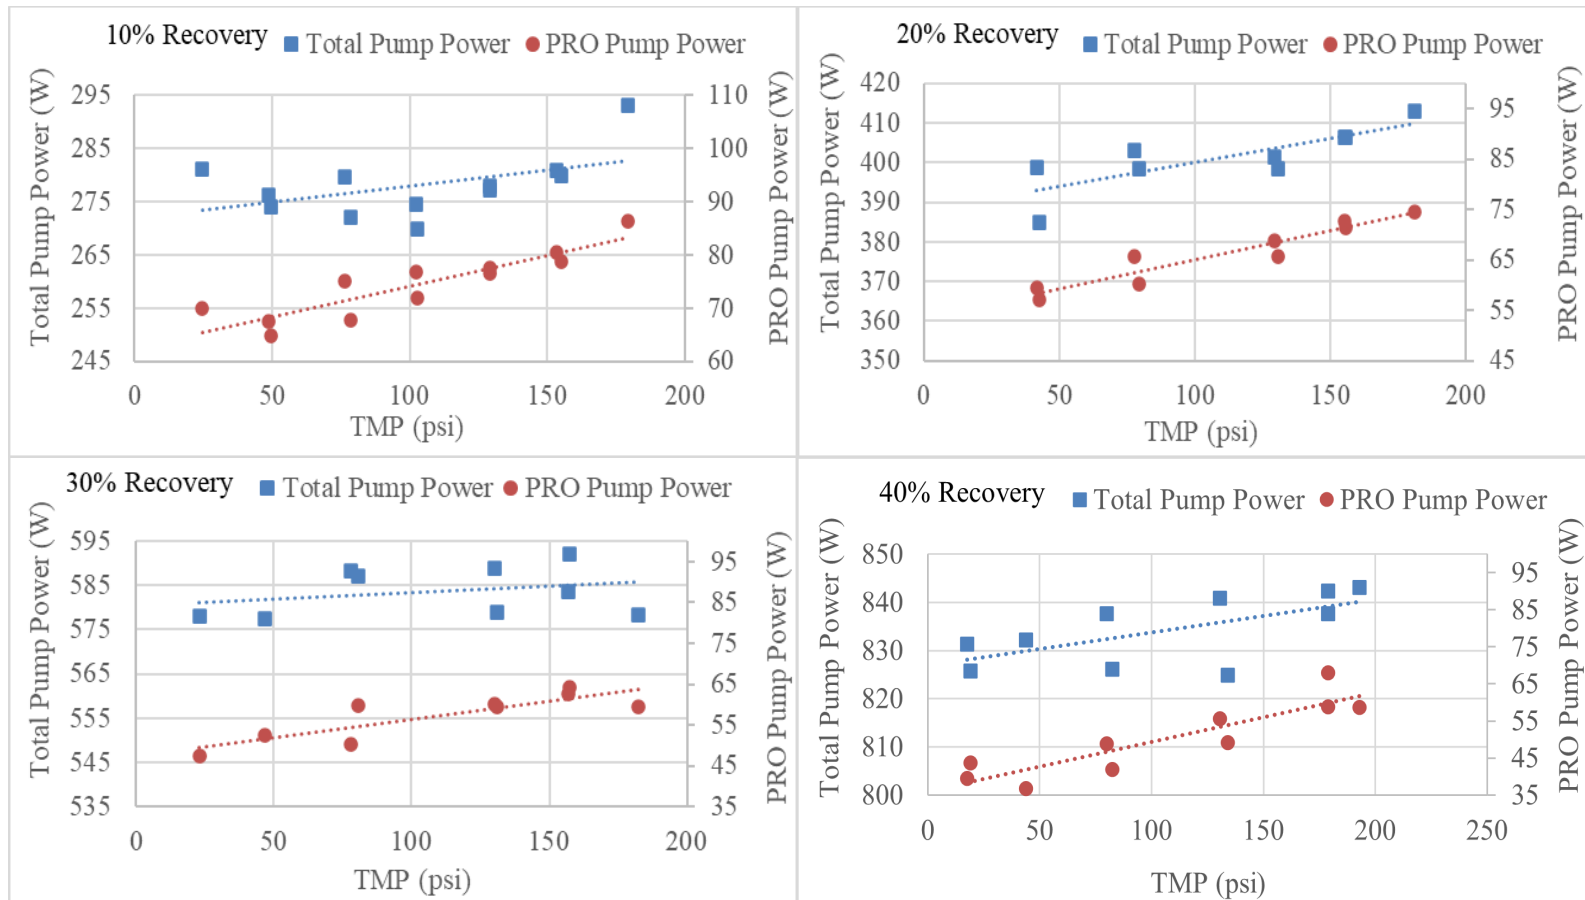 10% Recovery
Total Pump Power
PRO Pump Power
Total Pump Power (W)
295
285
275
265
255
245
110
100
90
80
70
60
PRO Pump Power (W)
0 50 100 150 200
TMP (psi)
20% Recovery
Total Pump Power
PRO Pump Power
Total Pump Power (W)
420
410
400
390
380
370
360
350
95
85
75
65
55
45
PRO Pump Power (W)
0 50 100 150 200
TMP (psi)
30% Recovery
Total Pump Power
PRO Pump Power
Total Pump Power (W)
595
585
575
565
555
545
535
95
85
75
65
55
45
35
PRO Pump Power (W)
0 50 100 150 200
TMP (psi)
40% Recovery
Total Pump Power
PRO Pump Power
Total Pump Power (W)
850
840
830
820
810
800
95
85
75
65
55
45
35
PRO Pump Power (W)
0 50 100 150 200 250
TMP (psi)